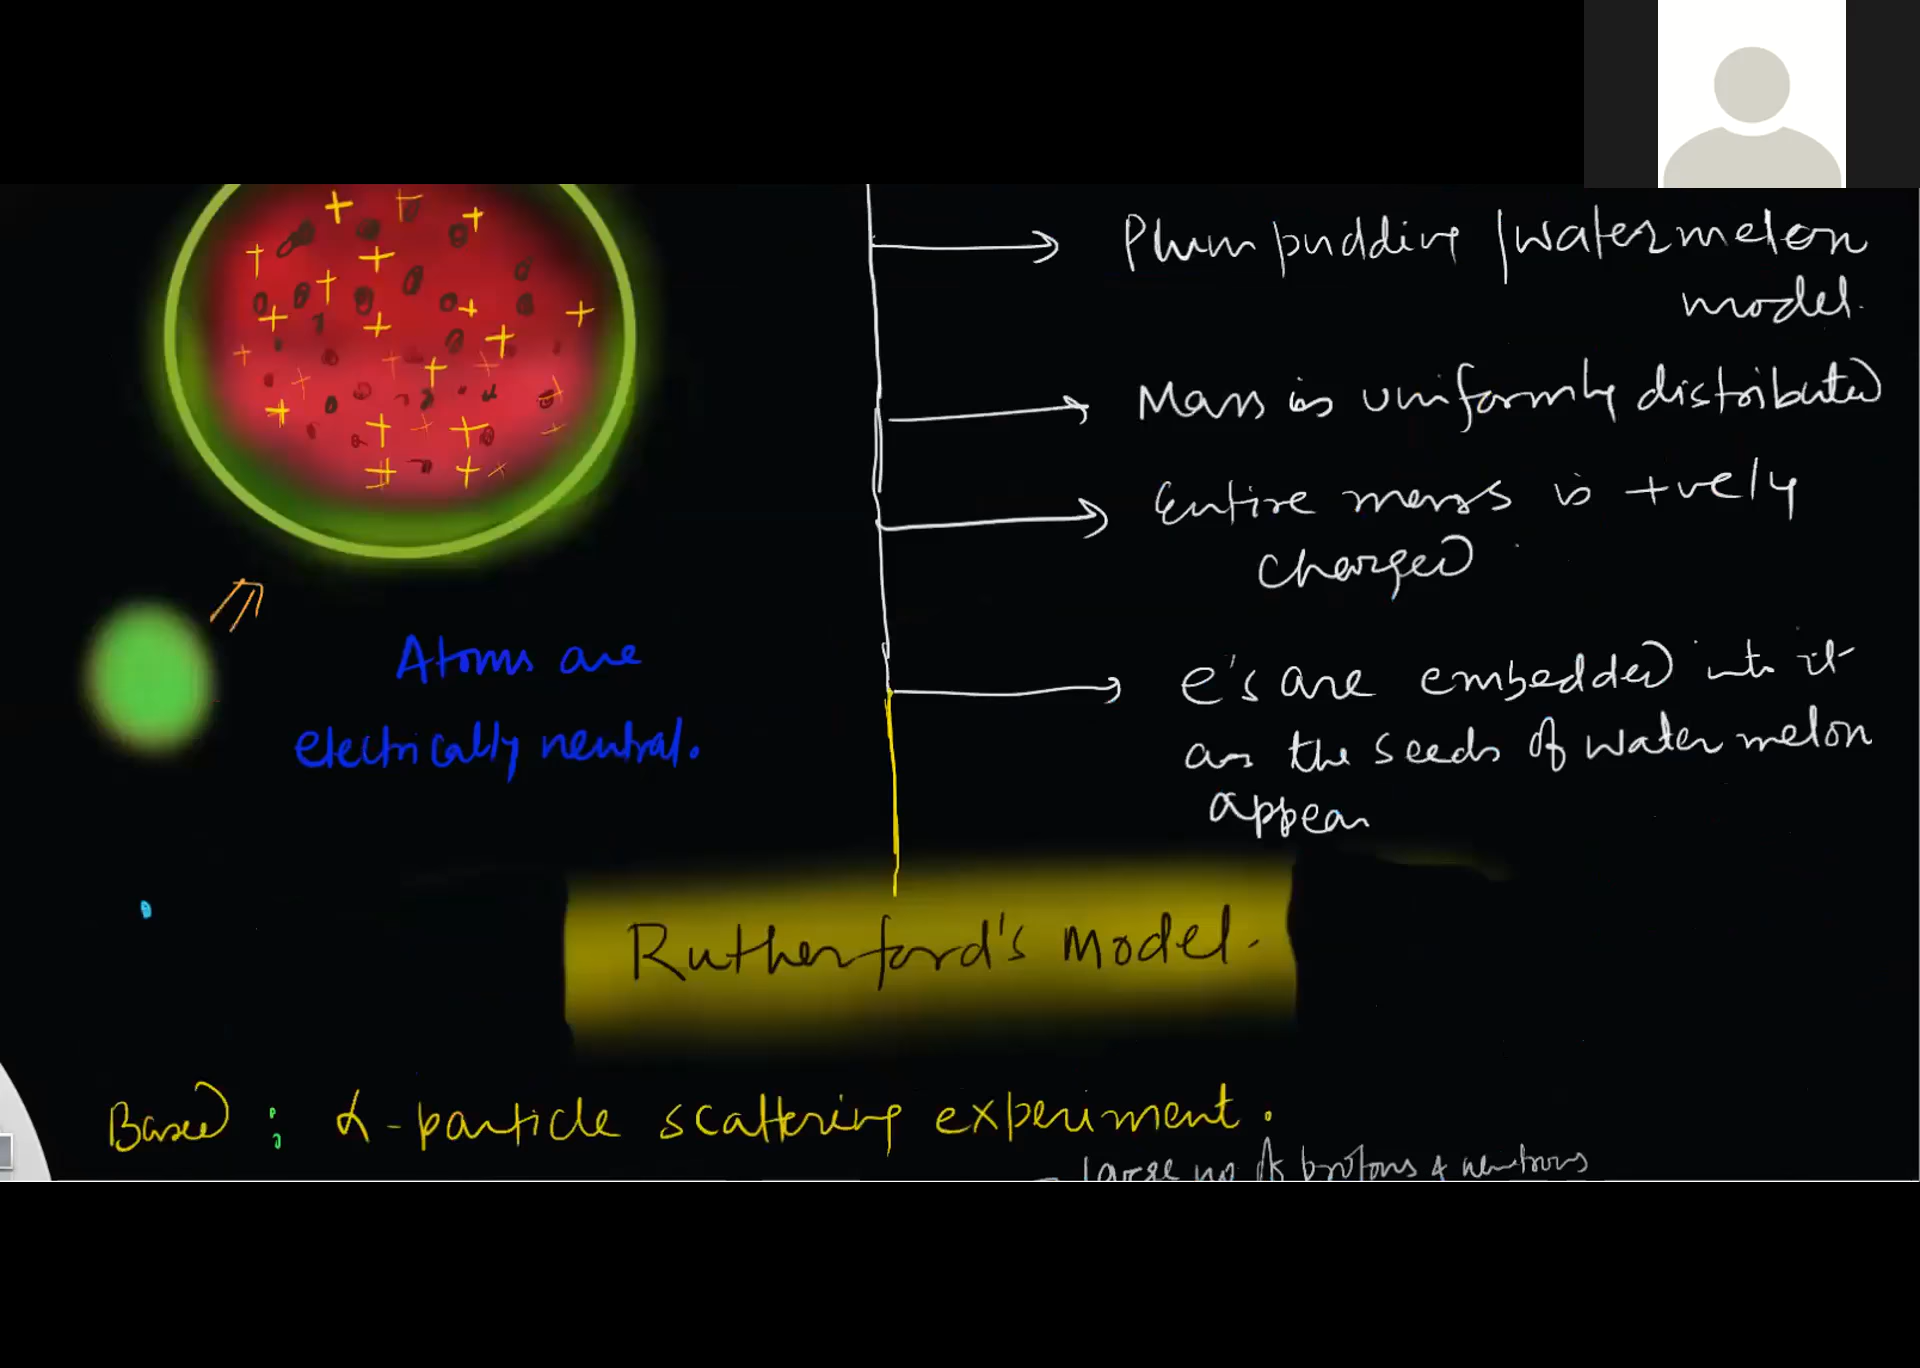 Plum pudding / watermelon
model.
Mass is uniformly distributed
Entire mass is +vely
charged
e's are embedded into it
as the seeds of watermelon
appear
Atoms are
electrically neutral.
Rutherford's Model.
Based : α-particle scattering experiment.
- large no. of protons & neutrons